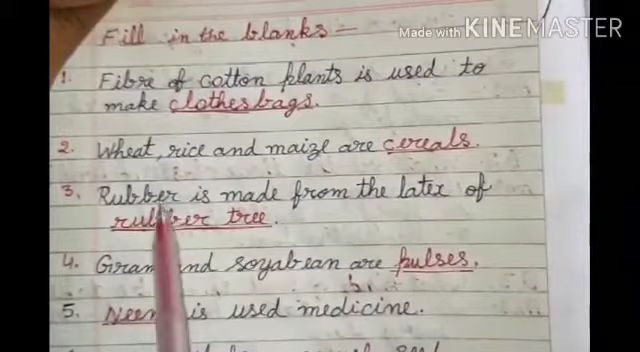 Made with KINEMASTER
Fill in the blanks –
1. Fibre of cotton plants is used to
make clothes bags.
2. Wheat, rice and maize are cereals.
3. Rubber is made from the latex of
rubber tree.
4. Gram and soyabean are pulses.
5. Neem is used medicine.